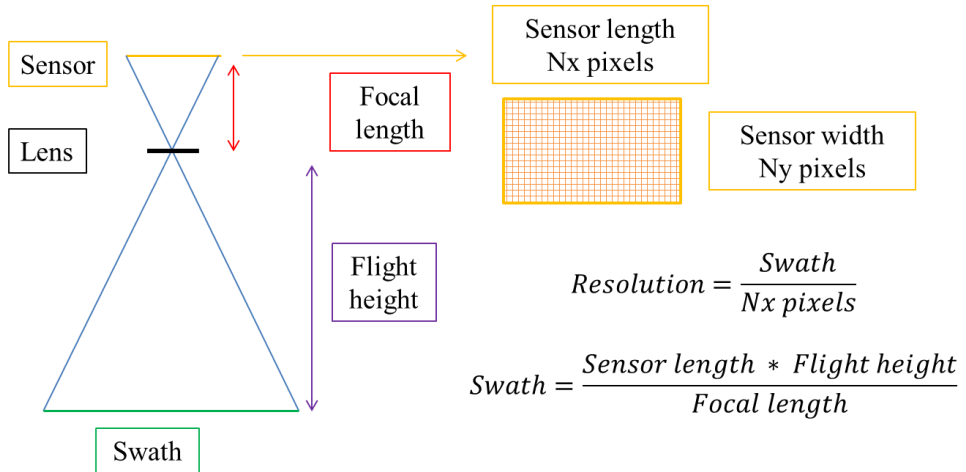 Sensor
Lens
Focal
length
Flight
height
Swath
Sensor length
Nx pixels
Sensor width
Ny pixels
Resolution = Swath / Nx pixels
Swath = Sensor length * Flight height / Focal length